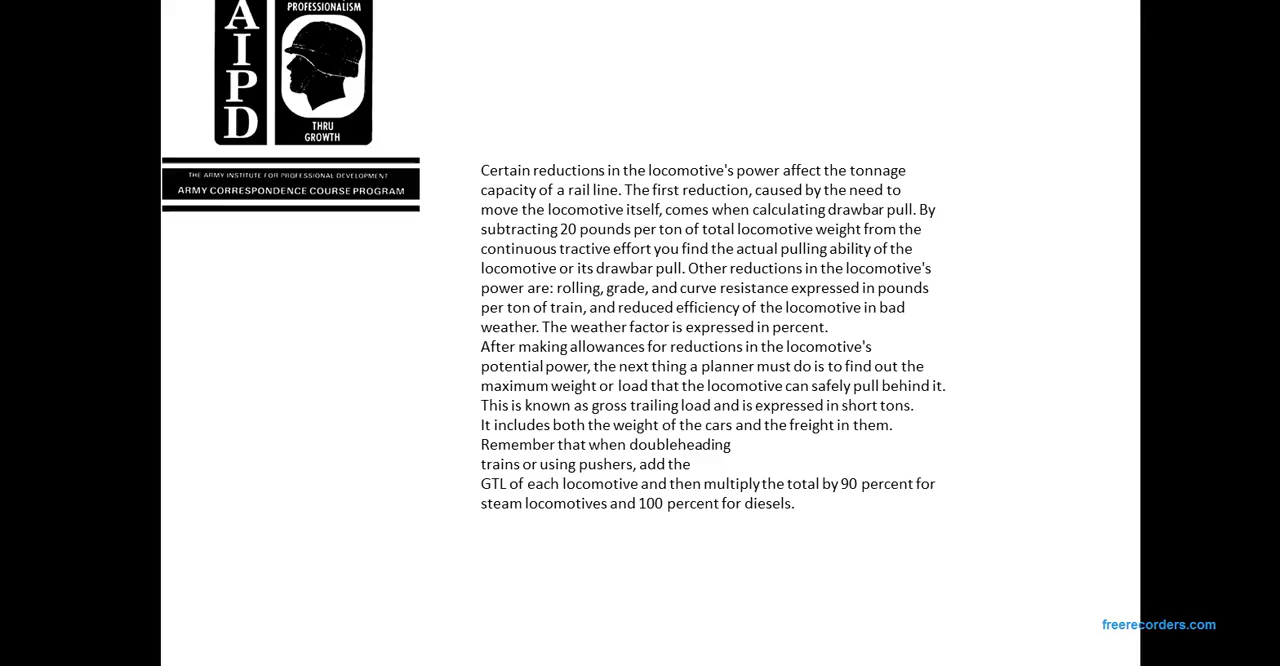 A
I
P
D
PROFESSIONALISM
THRU
GROWTH
THE ARMY INSTITUTE FOR PROFESSIONAL DEVELOPMENT
ARMY CORRESPONDENCE COURSE PROGRAM
Certain reductions in the locomotive's power affect the tonnage
capacity of a rail line. The first reduction, caused by the need to
move the locomotive itself, comes when calculating drawbar pull. By
subtracting 20 pounds per ton of total locomotive weight from the
continuous tractive effort you find the actual pulling ability of the
locomotive or its drawbar pull. Other reductions in the locomotive's
power are: rolling, grade, and curve resistance expressed in pounds
per ton of train, and reduced efficiency of the locomotive in bad
weather. The weather factor is expressed in percent.
After making allowances for reductions in the locomotive's
potential power, the next thing a planner must do is to find out the
maximum weight or load that the locomotive can safely pull behind it.
This is known as gross trailing load and is expressed in short tons.
It includes both the weight of the cars and the freight in them.
Remember that when doubleheading
trains or using pushers, add the
GTL of each locomotive and then multiply the total by 90 percent for
steam locomotives and 100 percent for diesels.
freerecorders.com